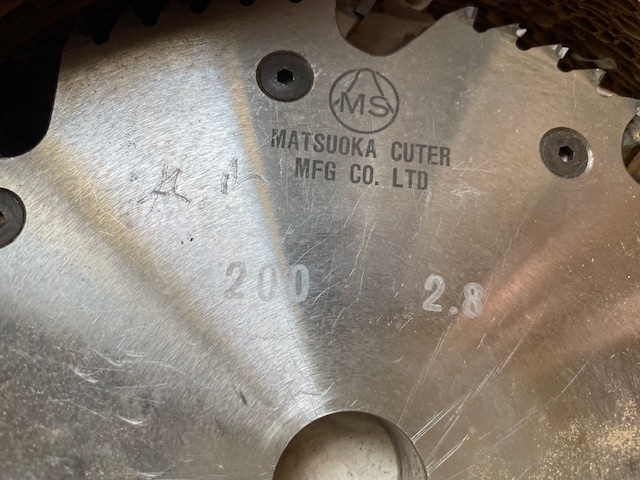 MS
MATSUOKA CUTER
MFG CO. LTD
200 2.8